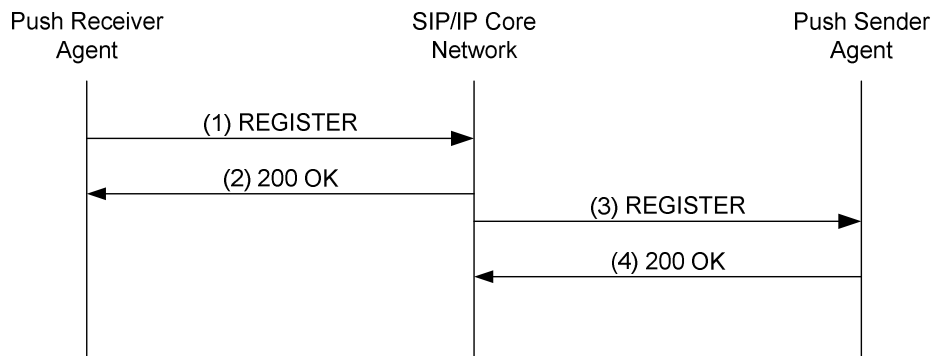 Push Receiver
Agent
SIP/IP Core
Network
Push Sender
Agent
(1) REGISTER
(2) 200 OK
(3) REGISTER
(4) 200 OK